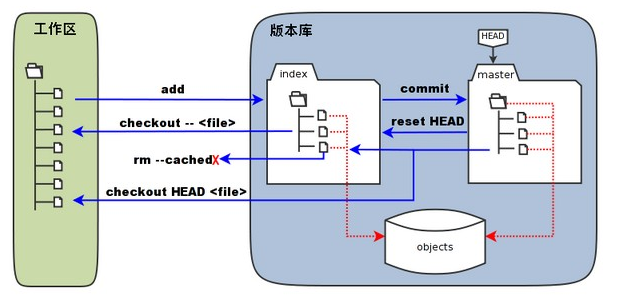 工作区
版本库
HEAD
index
master
add
commit
checkout -- <file>
reset HEAD
rm --cachedX
checkout HEAD <file>
objects